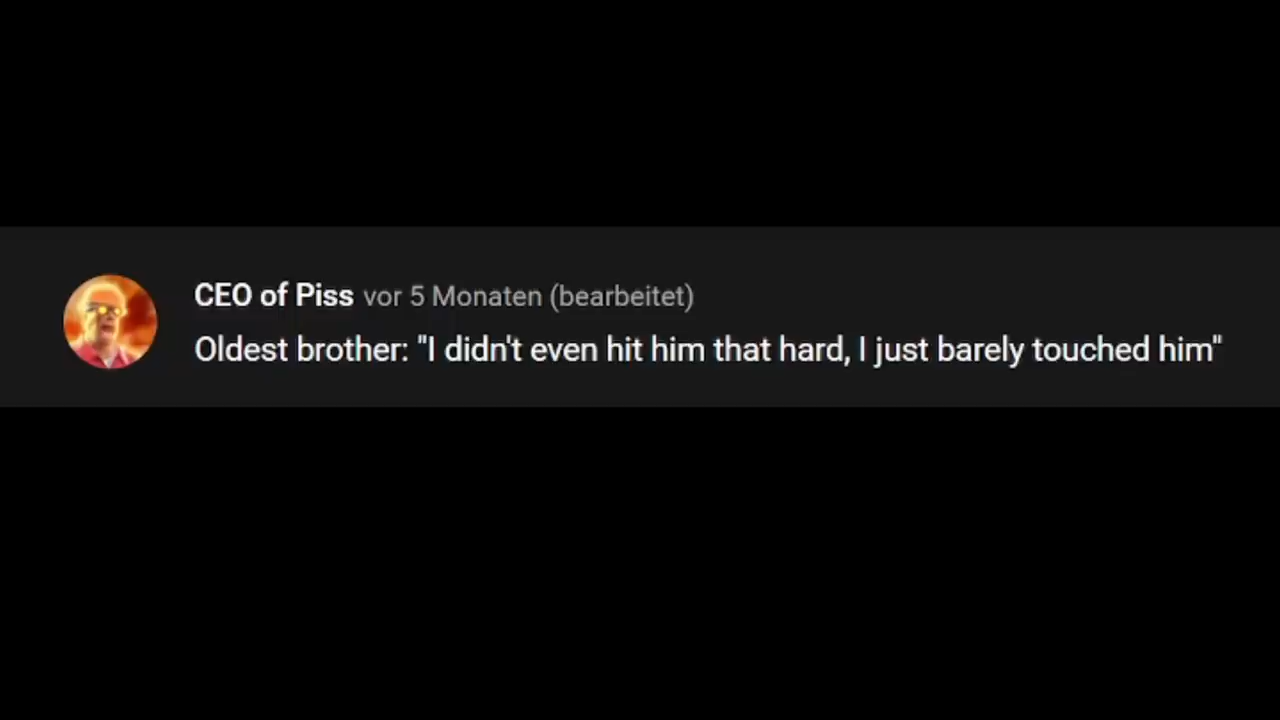 CEO of Piss vor 5 Monaten (bearbeitet)
Oldest brother: "I didn't even hit him that hard, I just barely touched him"